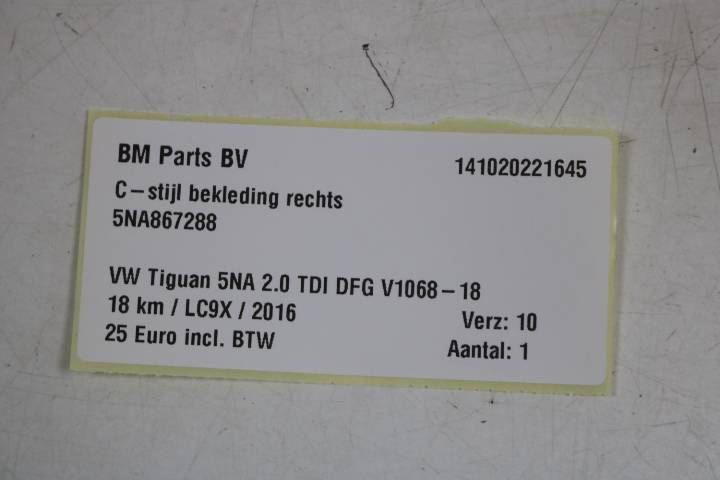 BM Parts BV 141020221645
C-stijl bekleding rechts
5NA867288
VW Tiguan 5NA 2.0 TDI DFG V1068-18
18 km / LC9X / 2016 Verz: 10
25 Euro incl. BTW Aantal: 1